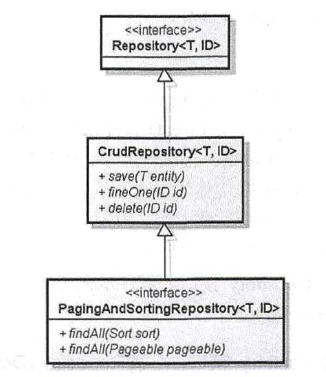 <<interface>>
Repository<T, ID>
CrudRepository<T, ID>
+ save(T entity)
+ fineOne(ID id)
+ delete(ID id)
<<interface>>
PagingAndSortingRepository<T, ID>
+ findAll(Sort sort)
+ findAll(Pageable pageable)